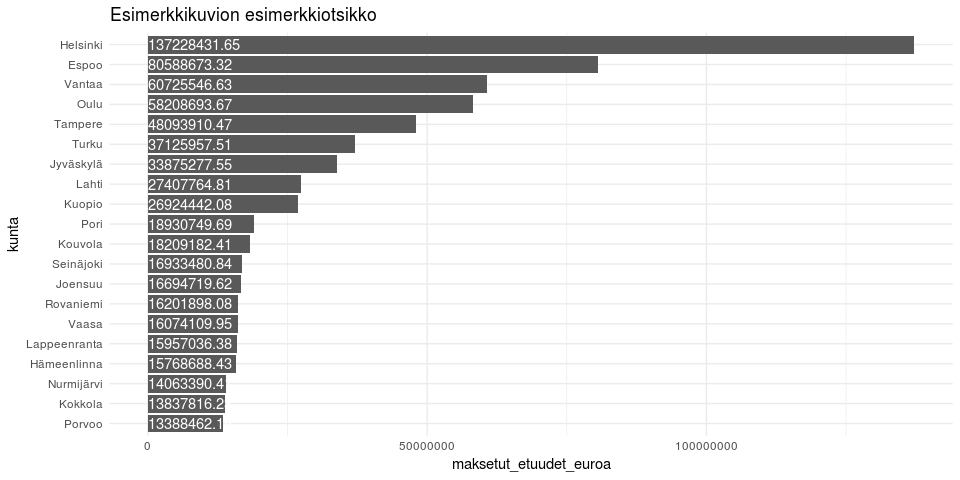 Esimerkkikuvion esimerkkiotsikko
Helsinki 137228431.65
Espoo 80588673.32
Vantaa 60725546.63
Oulu 58208693.67
Tampere 48093910.47
Turku 37125957.51
Jyväskylä 33875277.55
Lahti 27407764.81
Kuopio 26924442.08
Pori 18930749.69
Kouvola 18209182.41
Seinäjoki 16933480.84
Joensuu 16694719.62
Rovaniemi 16201898.08
Vaasa 16074109.95
Lappeenranta 15957036.38
Hämeenlinna 15768688.43
Nurmijärvi 14063390.4
Kokkola 13837816.2
Porvoo 13388462.1
kunta
0 50000000 100000000
maksetut_etuudet_euroa